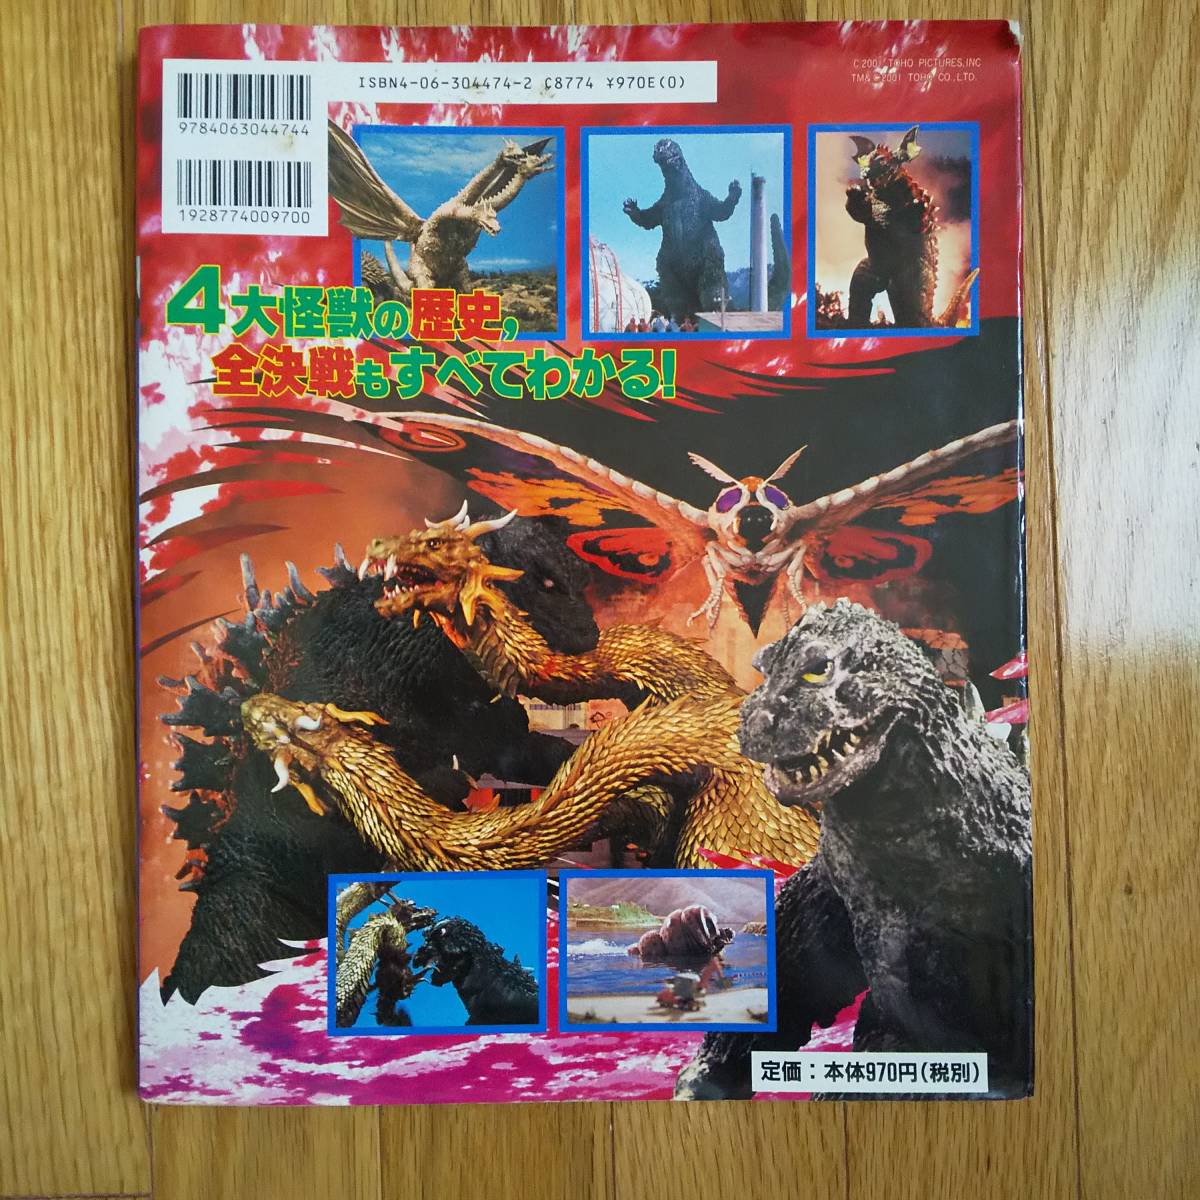 ISBN4-06-304474-2 C8774 ¥970E(0)
C.2001 TOHO PICTURES,INC
TM&©2001 TOHO CO.,LTD.
9784063044744
1928774009700
4大怪獣の歴史,
全決戦もすべてわかる!
定価：本体970円(税別)